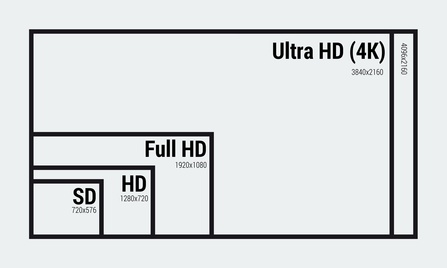 Ultra HD (4K)
3840x2160
4096x2160
Full HD
1920x1080
HD
1280x720
SD
720x576